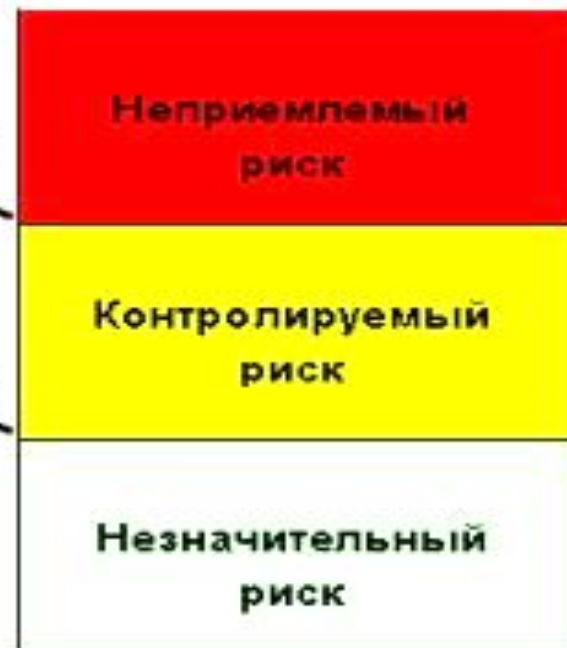 Неприемлемый
риск
Контролируемый
риск
Незначительный
риск